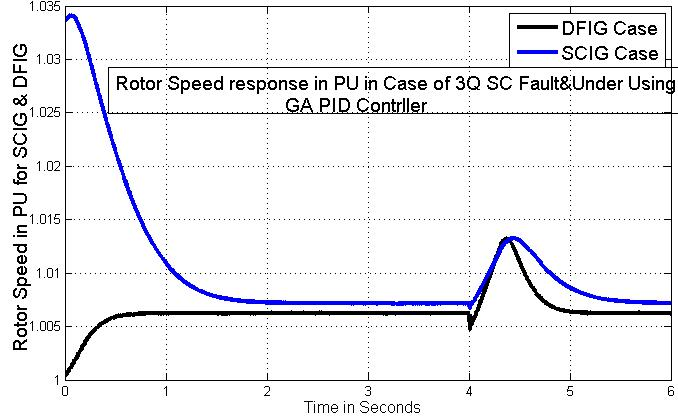 1.035
DFIG Case
SCIG Case
1.03
Rotor Speed response in PU in Case of 3Q SC Fault&Under Using
GA PID Contrller
1.025
1.02
1.015
1.01
1.005
1
Rotor Speed in PU for SCIG & DFIG
0 1 2 3 4 5 6
Time in Seconds